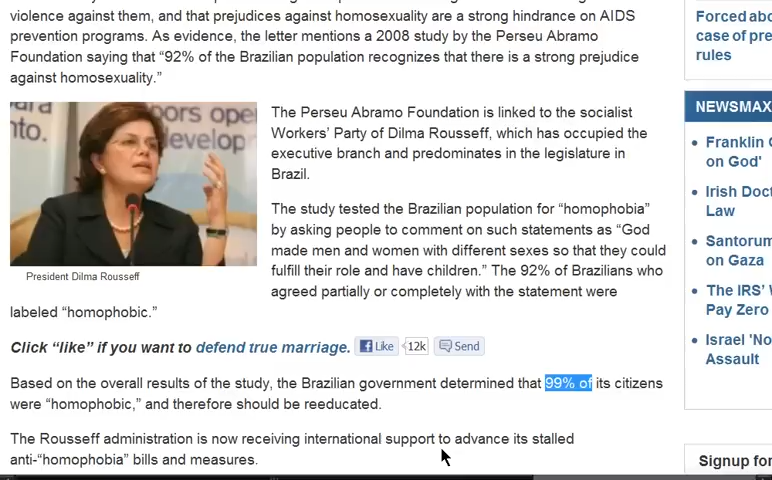 violence against them, and that prejudices against homosexuality are a strong hindrance on AIDS
prevention programs. As evidence, the letter mentions a 2008 study by the Perseu Abramo
Foundation saying that “92% of the Brazilian population recognizes that there is a strong prejudice
against homosexuality.”
The Perseu Abramo Foundation is linked to the socialist
Workers’ Party of Dilma Rousseff, which has occupied the
executive branch and predominates in the legislature in
Brazil.
The study tested the Brazilian population for “homophobia”
by asking people to comment on such statements as “God
made men and women with different sexes so that they could
fulfill their role and have children.” The 92% of Brazilians who
agreed partially or completely with the statement were
President Dilma Rousseff
labeled “homophobic.”
Click “like” if you want to defend true marriage. Like 12k Send
Based on the overall results of the study, the Brazilian government determined that 99% of its citizens
were “homophobic,” and therefore should be reeducated.
The Rousseff administration is now receiving international support to advance its stalled
anti-“homophobia” bills and measures.
Forced abo
case of pre
rules
NEWSMAX
Franklin G
on God'
Irish Doct
Law
Santorum
on Gaza
The IRS’
Pay Zero
Israel 'No
Assault
Signup for